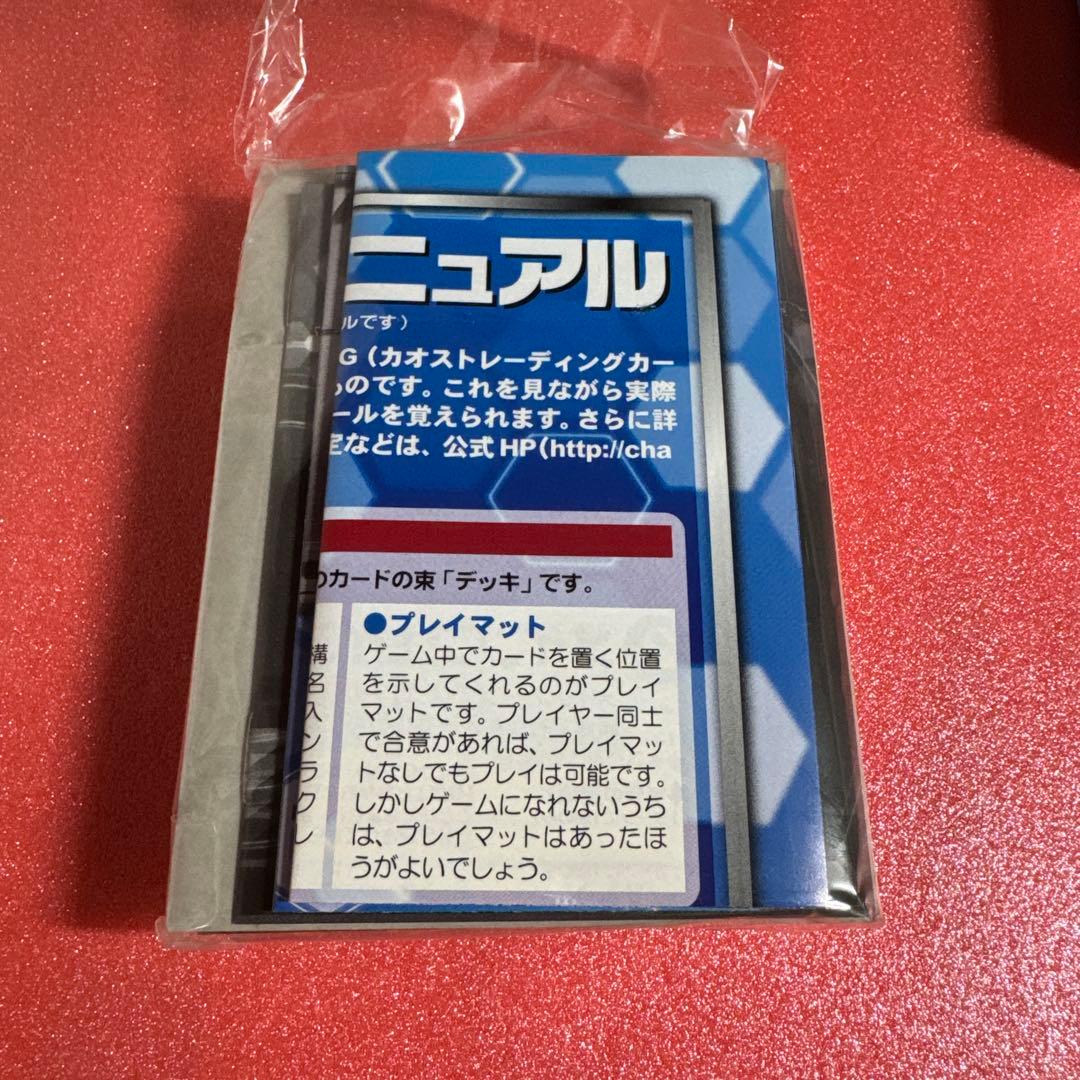 ニュアル
ルです）
G（カオストレーディングカー
ものです。これを見ながら実際
ールを覚えられます。さらに詳
定などは、公式HP（http://cha
のカードの束「デッキ」です。
構
名
入
ン
ラ
ク
レ
●プレイマット
ゲーム中でカードを置く位置
を示してくれるのがプレイ
マットです。プレイヤー同士
で合意があれば、プレイマッ
トなしでもプレイは可能です。
しかしゲームになれないうち
は、プレイマットはあったほ
うがよいでしょう。